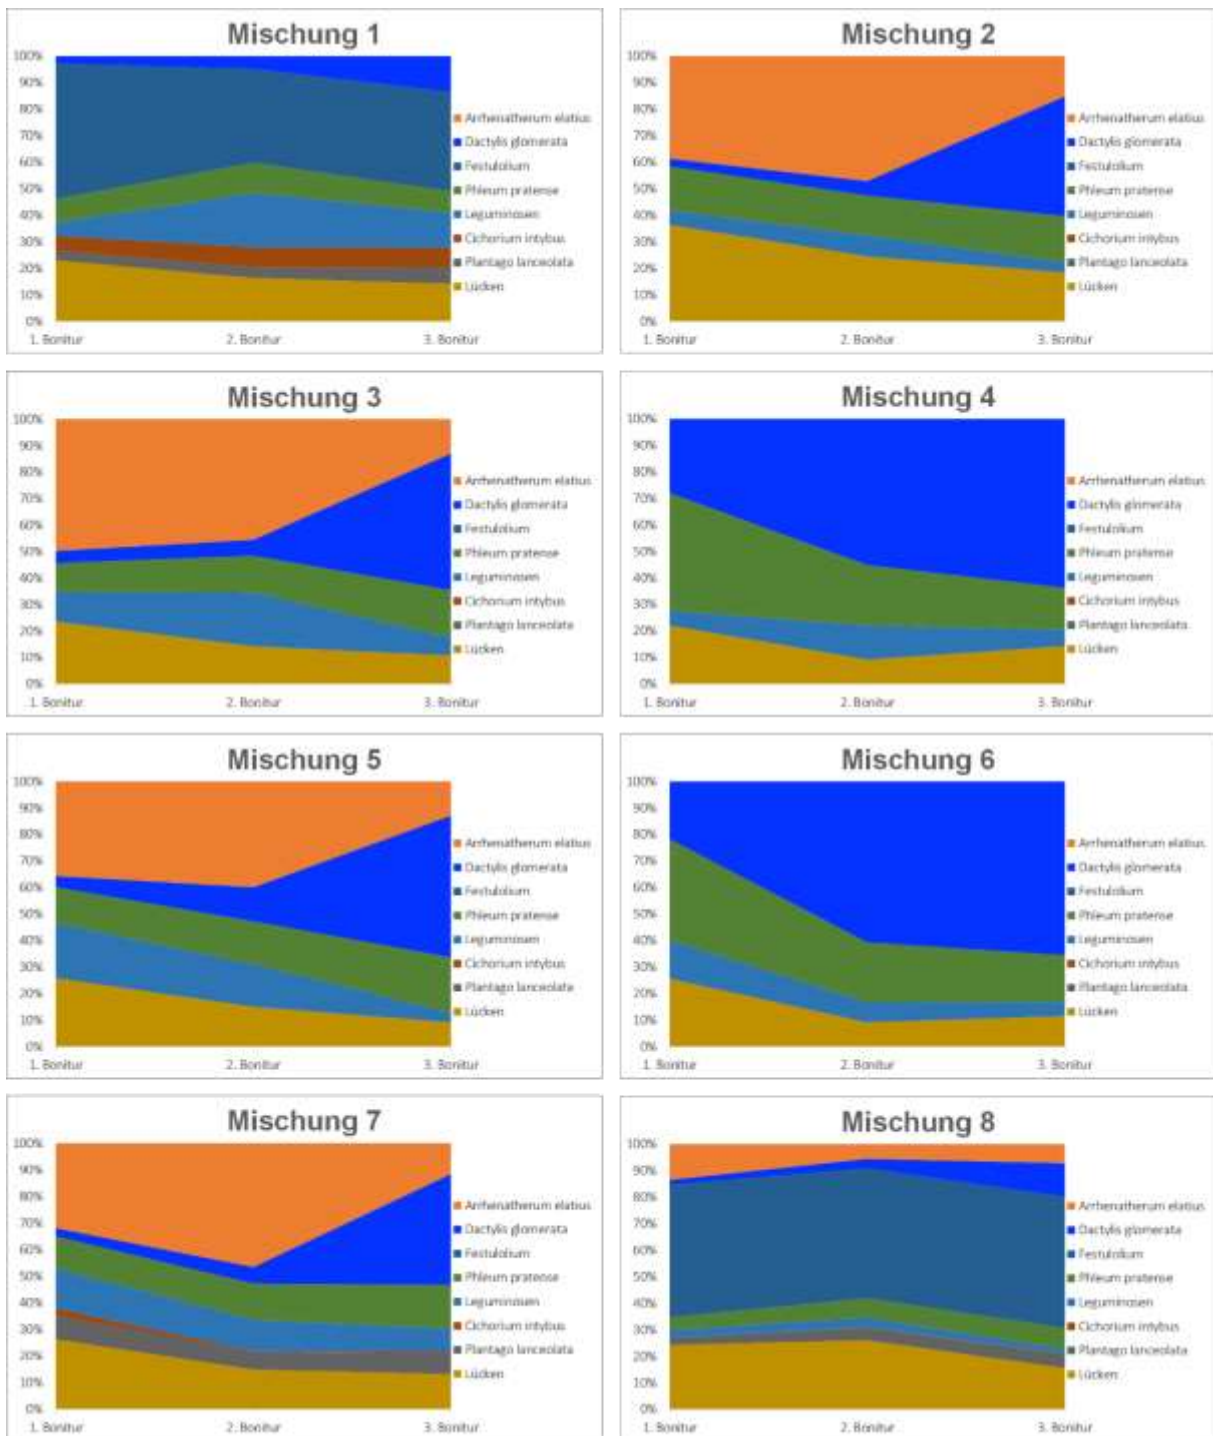 Mischung 1
100%
90%
80%
70%
60%
50%
40%
30%
20%
10%
0%
1. Bonitur
2. Bonitur
3. Bonitur
Arrhenatherum elatius
Dactylis glomerata
Festulolium
Phleum pratense
Leguminosen
Cichorium intybus
Plantago lanceolata
Lücken
Mischung 2
100%
90%
80%
70%
60%
50%
40%
30%
20%
10%
0%
1. Bonitur
2. Bonitur
3. Bonitur
Arrhenatherum elatius
Dactylis glomerata
Festulolium
Phleum pratense
Leguminosen
Cichorium intybus
Plantago lanceolata
Lücken
Mischung 3
100%
90%
80%
70%
60%
50%
40%
30%
20%
10%
0%
1. Bonitur
2. Bonitur
3. Bonitur
Arrhenatherum elatius
Dactylis glomerata
Festulolium
Phleum pratense
Leguminosen
Cichorium intybus
Plantago lanceolata
Lücken
Mischung 4
100%
90%
80%
70%
60%
50%
40%
30%
20%
10%
0%
1. Bonitur
2. Bonitur
3. Bonitur
Arrhenatherum elatius
Dactylis glomerata
Festulolium
Phleum pratense
Leguminosen
Cichorium intybus
Plantago lanceolata
Lücken
Mischung 5
100%
90%
80%
70%
60%
50%
40%
30%
20%
10%
0%
1. Bonitur
2. Bonitur
3. Bonitur
Arrhenatherum elatius
Dactylis glomerata
Festulolium
Phleum pratense
Leguminosen
Cichorium intybus
Plantago lanceolata
Lücken
Mischung 6
100%
90%
80%
70%
60%
50%
40%
30%
20%
10%
0%
1. Bonitur
2. Bonitur
3. Bonitur
Arrhenatherum elatius
Dactylis glomerata
Festulolium
Phleum pratense
Leguminosen
Cichorium intybus
Plantago lanceolata
Lücken
Mischung 7
100%
90%
80%
70%
60%
50%
40%
30%
20%
10%
0%
1. Bonitur
2. Bonitur
3. Bonitur
Arrhenatherum elatius
Dactylis glomerata
Festulolium
Phleum pratense
Leguminosen
Cichorium intybus
Plantago lanceolata
Lücken
Mischung 8
100%
90%
80%
70%
60%
50%
40%
30%
20%
10%
0%
1. Bonitur
2. Bonitur
3. Bonitur
Arrhenatherum elatius
Dactylis glomerata
Festulolium
Phleum pratense
Leguminosen
Cichorium intybus
Plantago lanceolata
Lücken